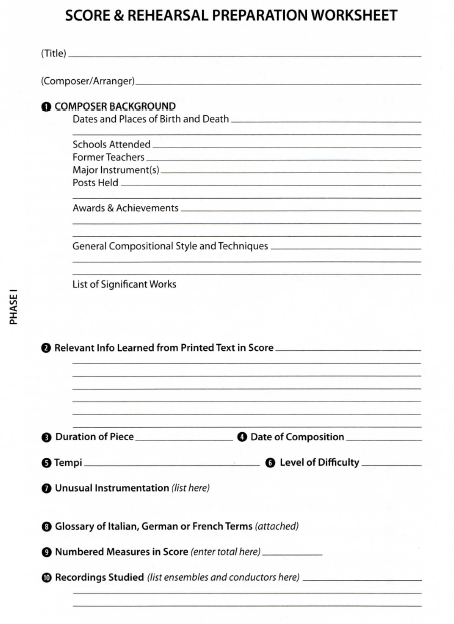 SCORE & REHEARSAL PREPARATION WORKSHEET
(Title)
(Composer/Arranger)
1 COMPOSER BACKGROUND
Dates and Places of Birth and Death
Schools Attended
Former Teachers
Major Instrument(s)
Posts Held
Awards & Achievements
General Compositional Style and Techniques
List of Significant Works
PHASE I
2 Relevant Info Learned from Printed Text in Score
3 Duration of Piece 4 Date of Composition
5 Tempi 6 Level of Difficulty
7 Unusual Instrumentation (list here)
8 Glossary of Italian, German or French Terms (attached)
9 Numbered Measures in Score (enter total here)
10 Recordings Studied (list ensembles and conductors here)